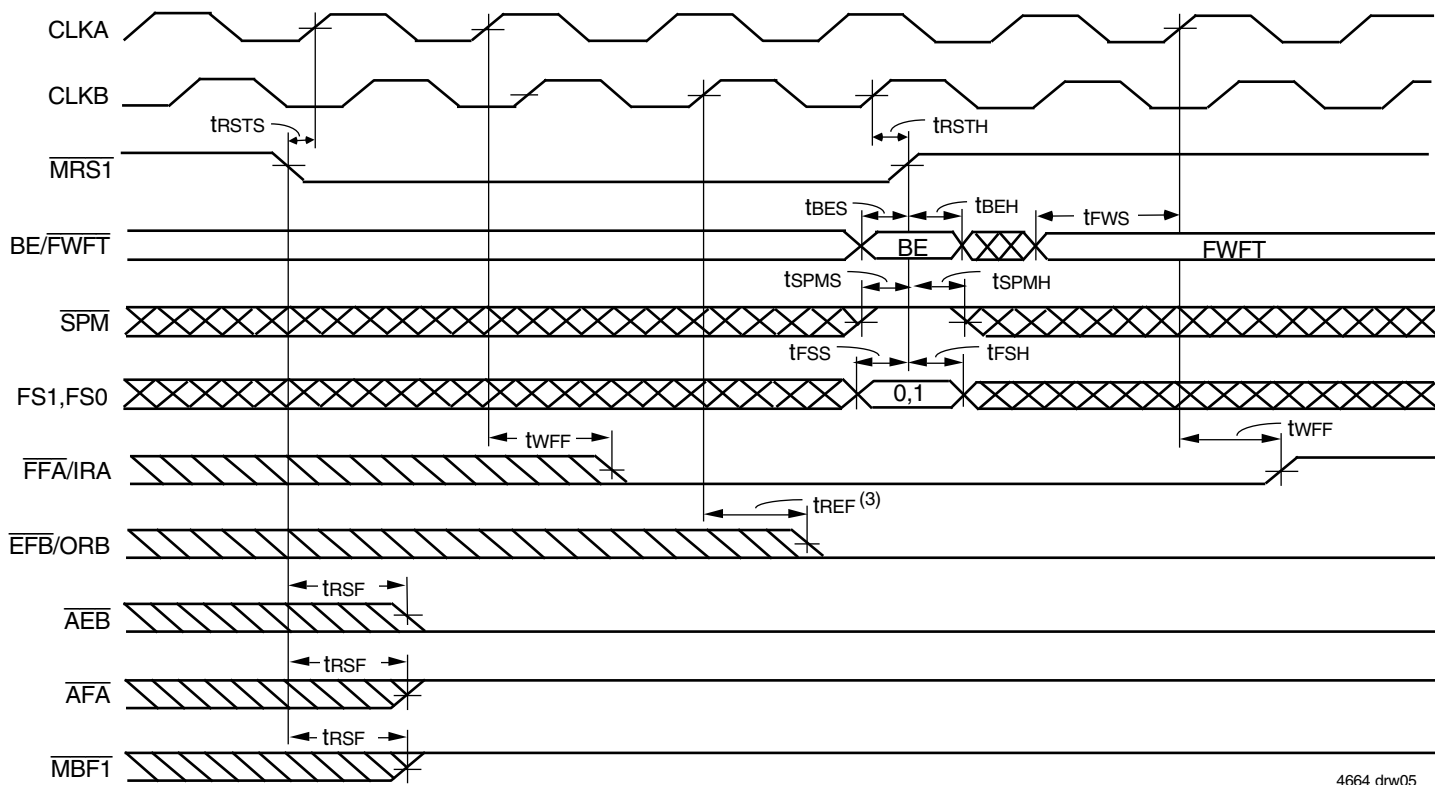 CLKA
CLKB
tRSTS
tRSTH
MRS1
tBES
tBEH
tFWS
BE/FWFT
BE
FWFT
tSPMS
tSPMH
SPM
tFSS
tFSH
FS1,FS0
0,1
tWFF
tWFF
FFA/IRA
tREF (3)
EFB/ORB
tRSF
AEB
tRSF
AFA
tRSF
MBF1
4664 drw05